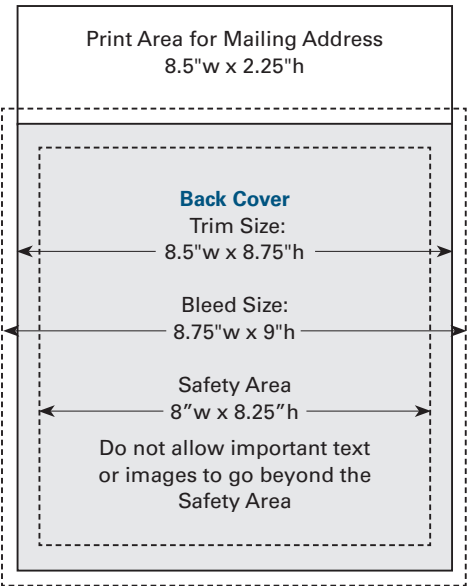 Print Area for Mailing Address
8.5"w x 2.25"h
Back Cover
Trim Size:
8.5"w x 8.75"h
Bleed Size:
8.75"w x 9"h
Safety Area
8”w x 8.25”h
Do not allow important text
or images to go beyond the
Safety Area